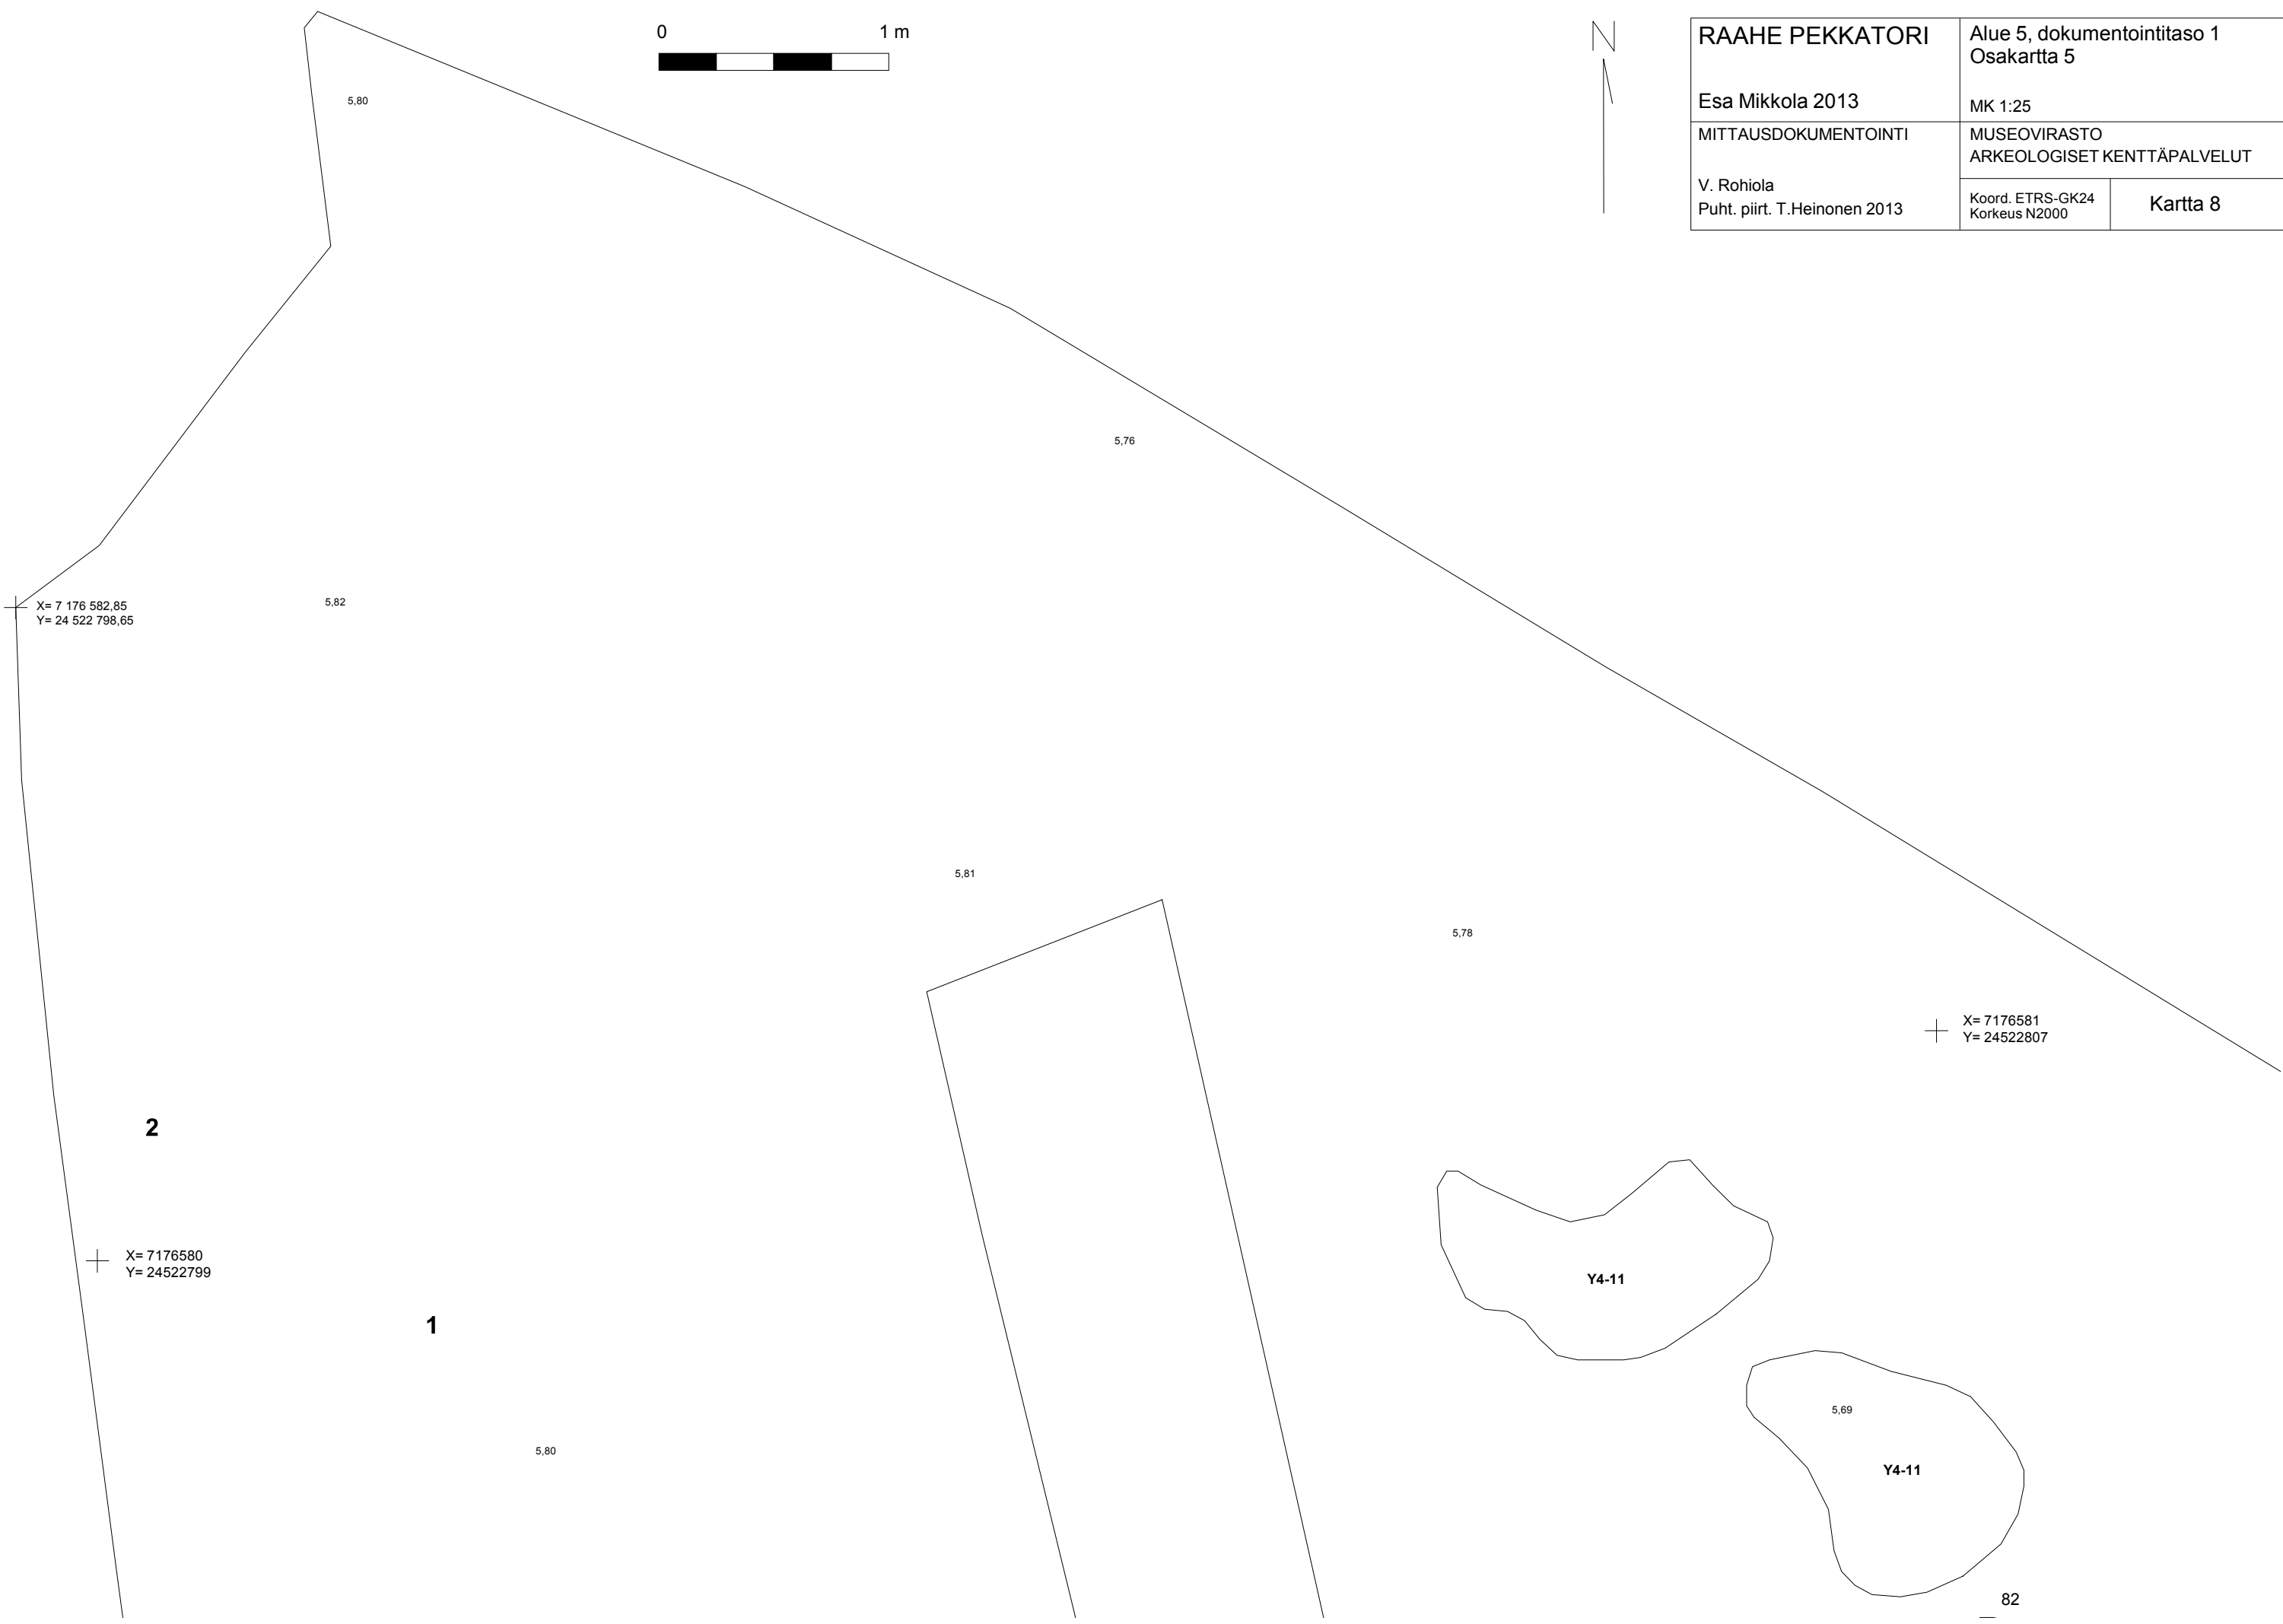 0 1 m
RAAHE PEKKATORI
Esa Mikkola 2013
Alue 5, dokumentointitaso 1
Osakartta 5
MK 1:25
MITTAUSDOKUMENTOINTI
V. Rohiola
Puht. piirt. T.Heinonen 2013
MUSEOVIRASTO
ARKEOLOGISET KENTTÄPALVELUT
Koord. ETRS-GK24
Korkeus N2000
Kartta 8
N
5,80
5,76
X= 7 176 582,85
Y= 24 522 798,65
5,82
5,81
5,78
X= 7176581
Y= 24522807
2
X= 7176580
Y= 24522799
Y4-11
1
5,69
5,80
Y4-11
82